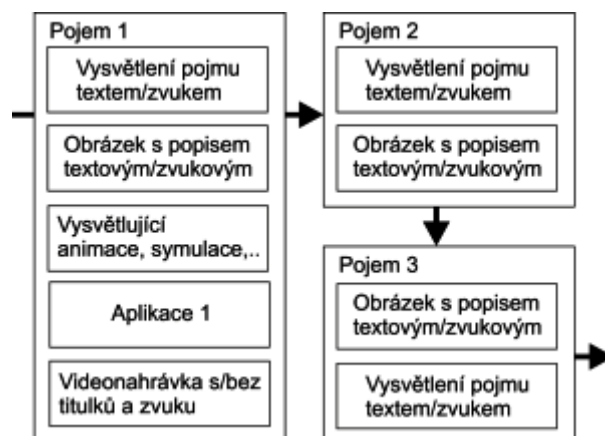 Pojem 1
Vysvětlení pojmu
textem/zvukem
Obrázek s popisem
textovým/zvukovým
Vysvětlující
animace, symulace,..
Aplikace 1
Videonahrávka s/bez
titulků a zvuku
Pojem 2
Vysvětlení pojmu
textem/zvukem
Obrázek s popisem
textovým/zvukovým
Pojem 3
Obrázek s popisem
textovým/zvukovým
Vysvětlení pojmu
textem/zvukem